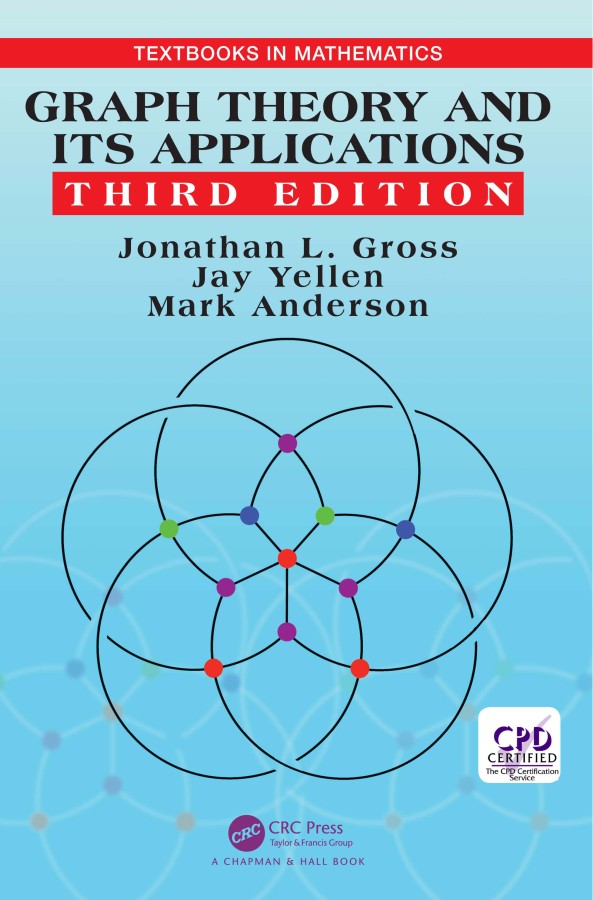 TEXTBOOKS IN MATHEMATICS
GRAPH THEORY AND
ITS APPLICATIONS
THIRD EDITION
Jonathan L. Gross
Jay Yellen
Mark Anderson
CPD
CERTIFIED
The CPD Certification
Service
CRC
CRC Press
Taylor & Francis Group
A CHAPMAN & HALL BOOK